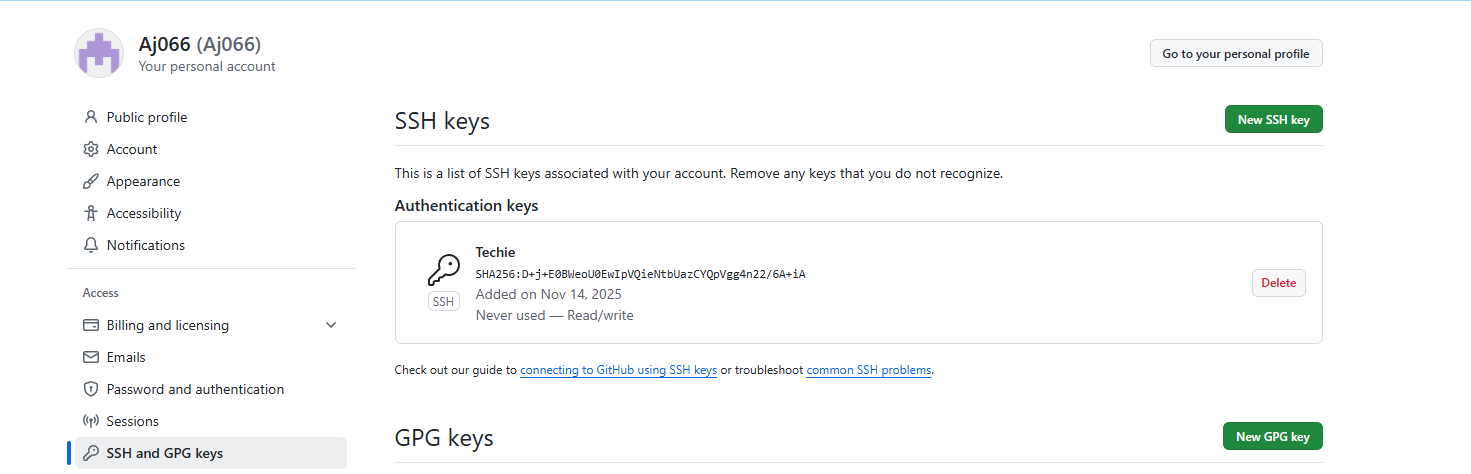 Aj066 (Aj066)
Your personal account
Go to your personal profile
Public profile
Account
Appearance
Accessibility
Notifications
Access
Billing and licensing
Emails
Password and authentication
Sessions
SSH and GPG keys
SSH keys
New SSH key
This is a list of SSH keys associated with your account. Remove any keys that you do not recognize.
Authentication keys
Techie
SHA256:D+j+E0BWeoU0EwIpVQieNtbUazCYQpVgg4n22/6A+iA
SSH
Added on Nov 14, 2025
Never used — Read/write
Delete
Check out our guide to connecting to GitHub using SSH keys or troubleshoot common SSH problems.
GPG keys
New GPG key